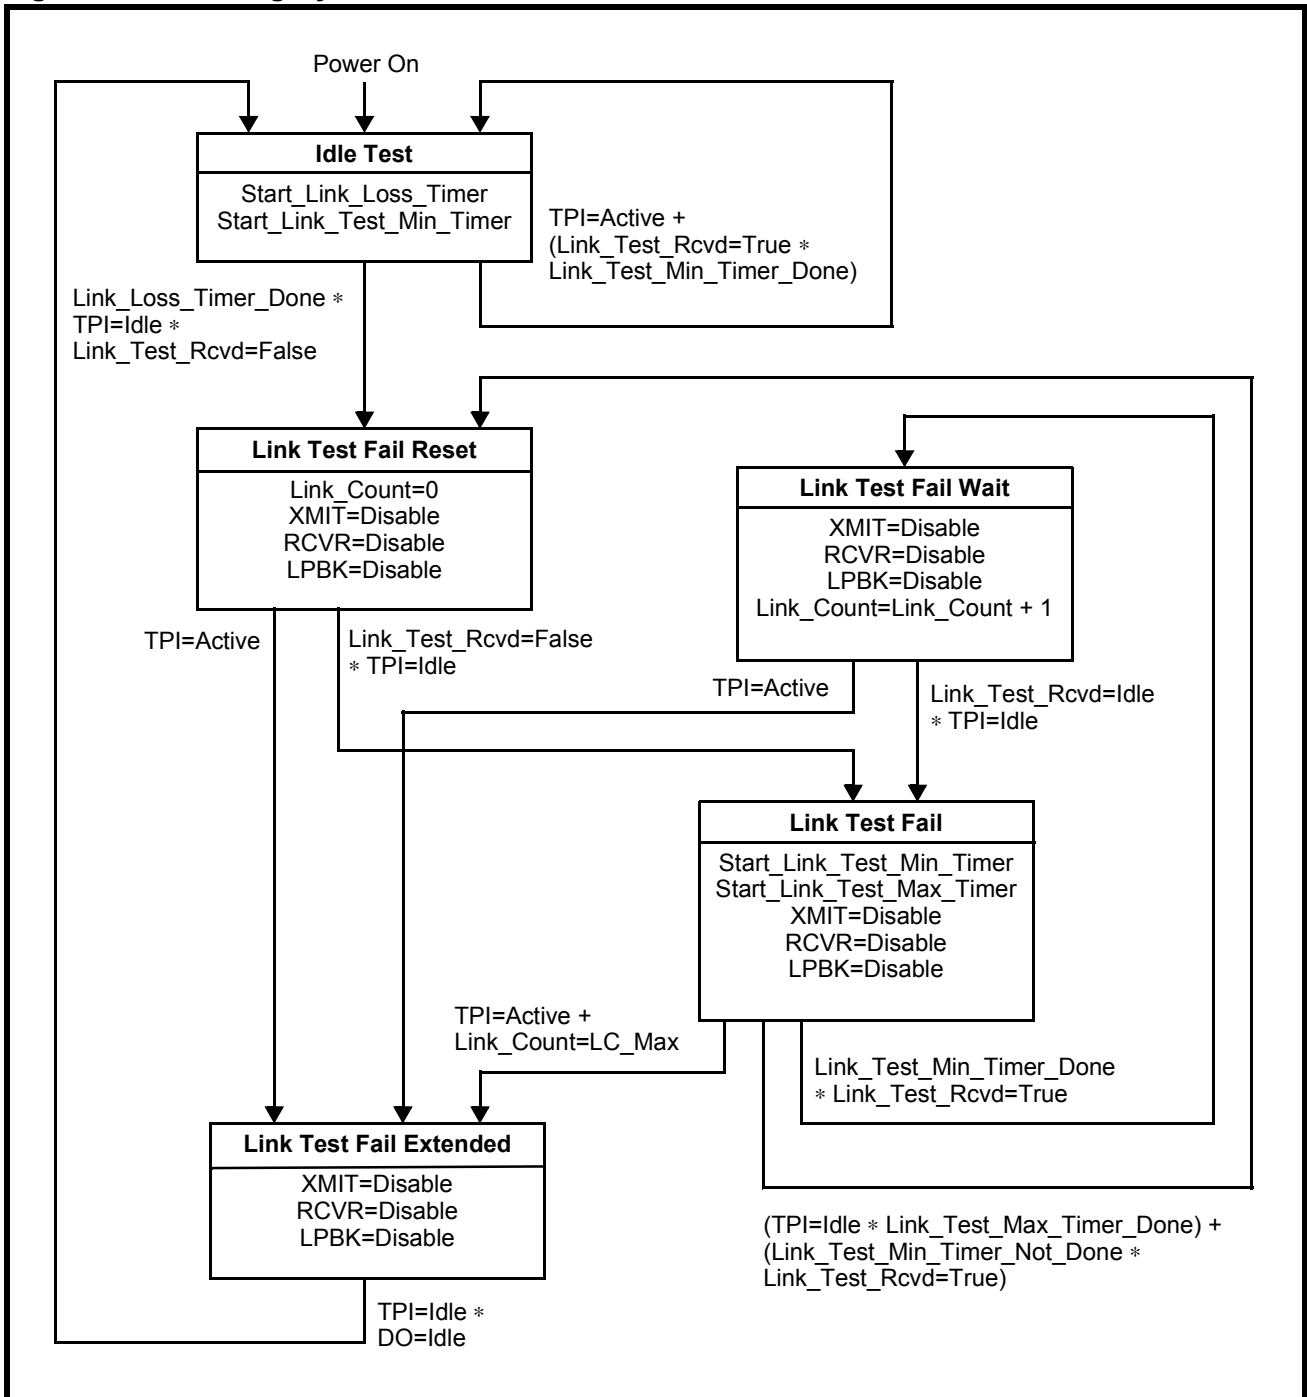 Power On
Idle Test
Start_Link_Loss_Timer
Start_Link_Test_Min_Timer
TPI=Active +
(Link_Test_Rcvd=True *
Link_Test_Min_Timer_Done)
Link_Loss_Timer_Done *
TPI=Idle *
Link_Test_Rcvd=False
Link Test Fail Reset
Link_Count=0
XMIT=Disable
RCVR=Disable
LPBK=Disable
Link Test Fail Wait
XMIT=Disable
RCVR=Disable
LPBK=Disable
Link_Count=Link_Count + 1
TPI=Active
Link_Test_Rcvd=False
* TPI=Idle
TPI=Active
Link_Test_Rcvd=Idle
* TPI=Idle
Link Test Fail
Start_Link_Test_Min_Timer
Start_Link_Test_Max_Timer
XMIT=Disable
RCVR=Disable
LPBK=Disable
TPI=Active +
Link_Count=LC_Max
Link_Test_Min_Timer_Done
* Link_Test_Rcvd=True
Link Test Fail Extended
XMIT=Disable
RCVR=Disable
LPBK=Disable
(TPI=Idle * Link_Test_Max_Timer_Done) +
(Link_Test_Min_Timer_Not_Done *
Link_Test_Rcvd=True)
TPI=Idle *
DO=Idle